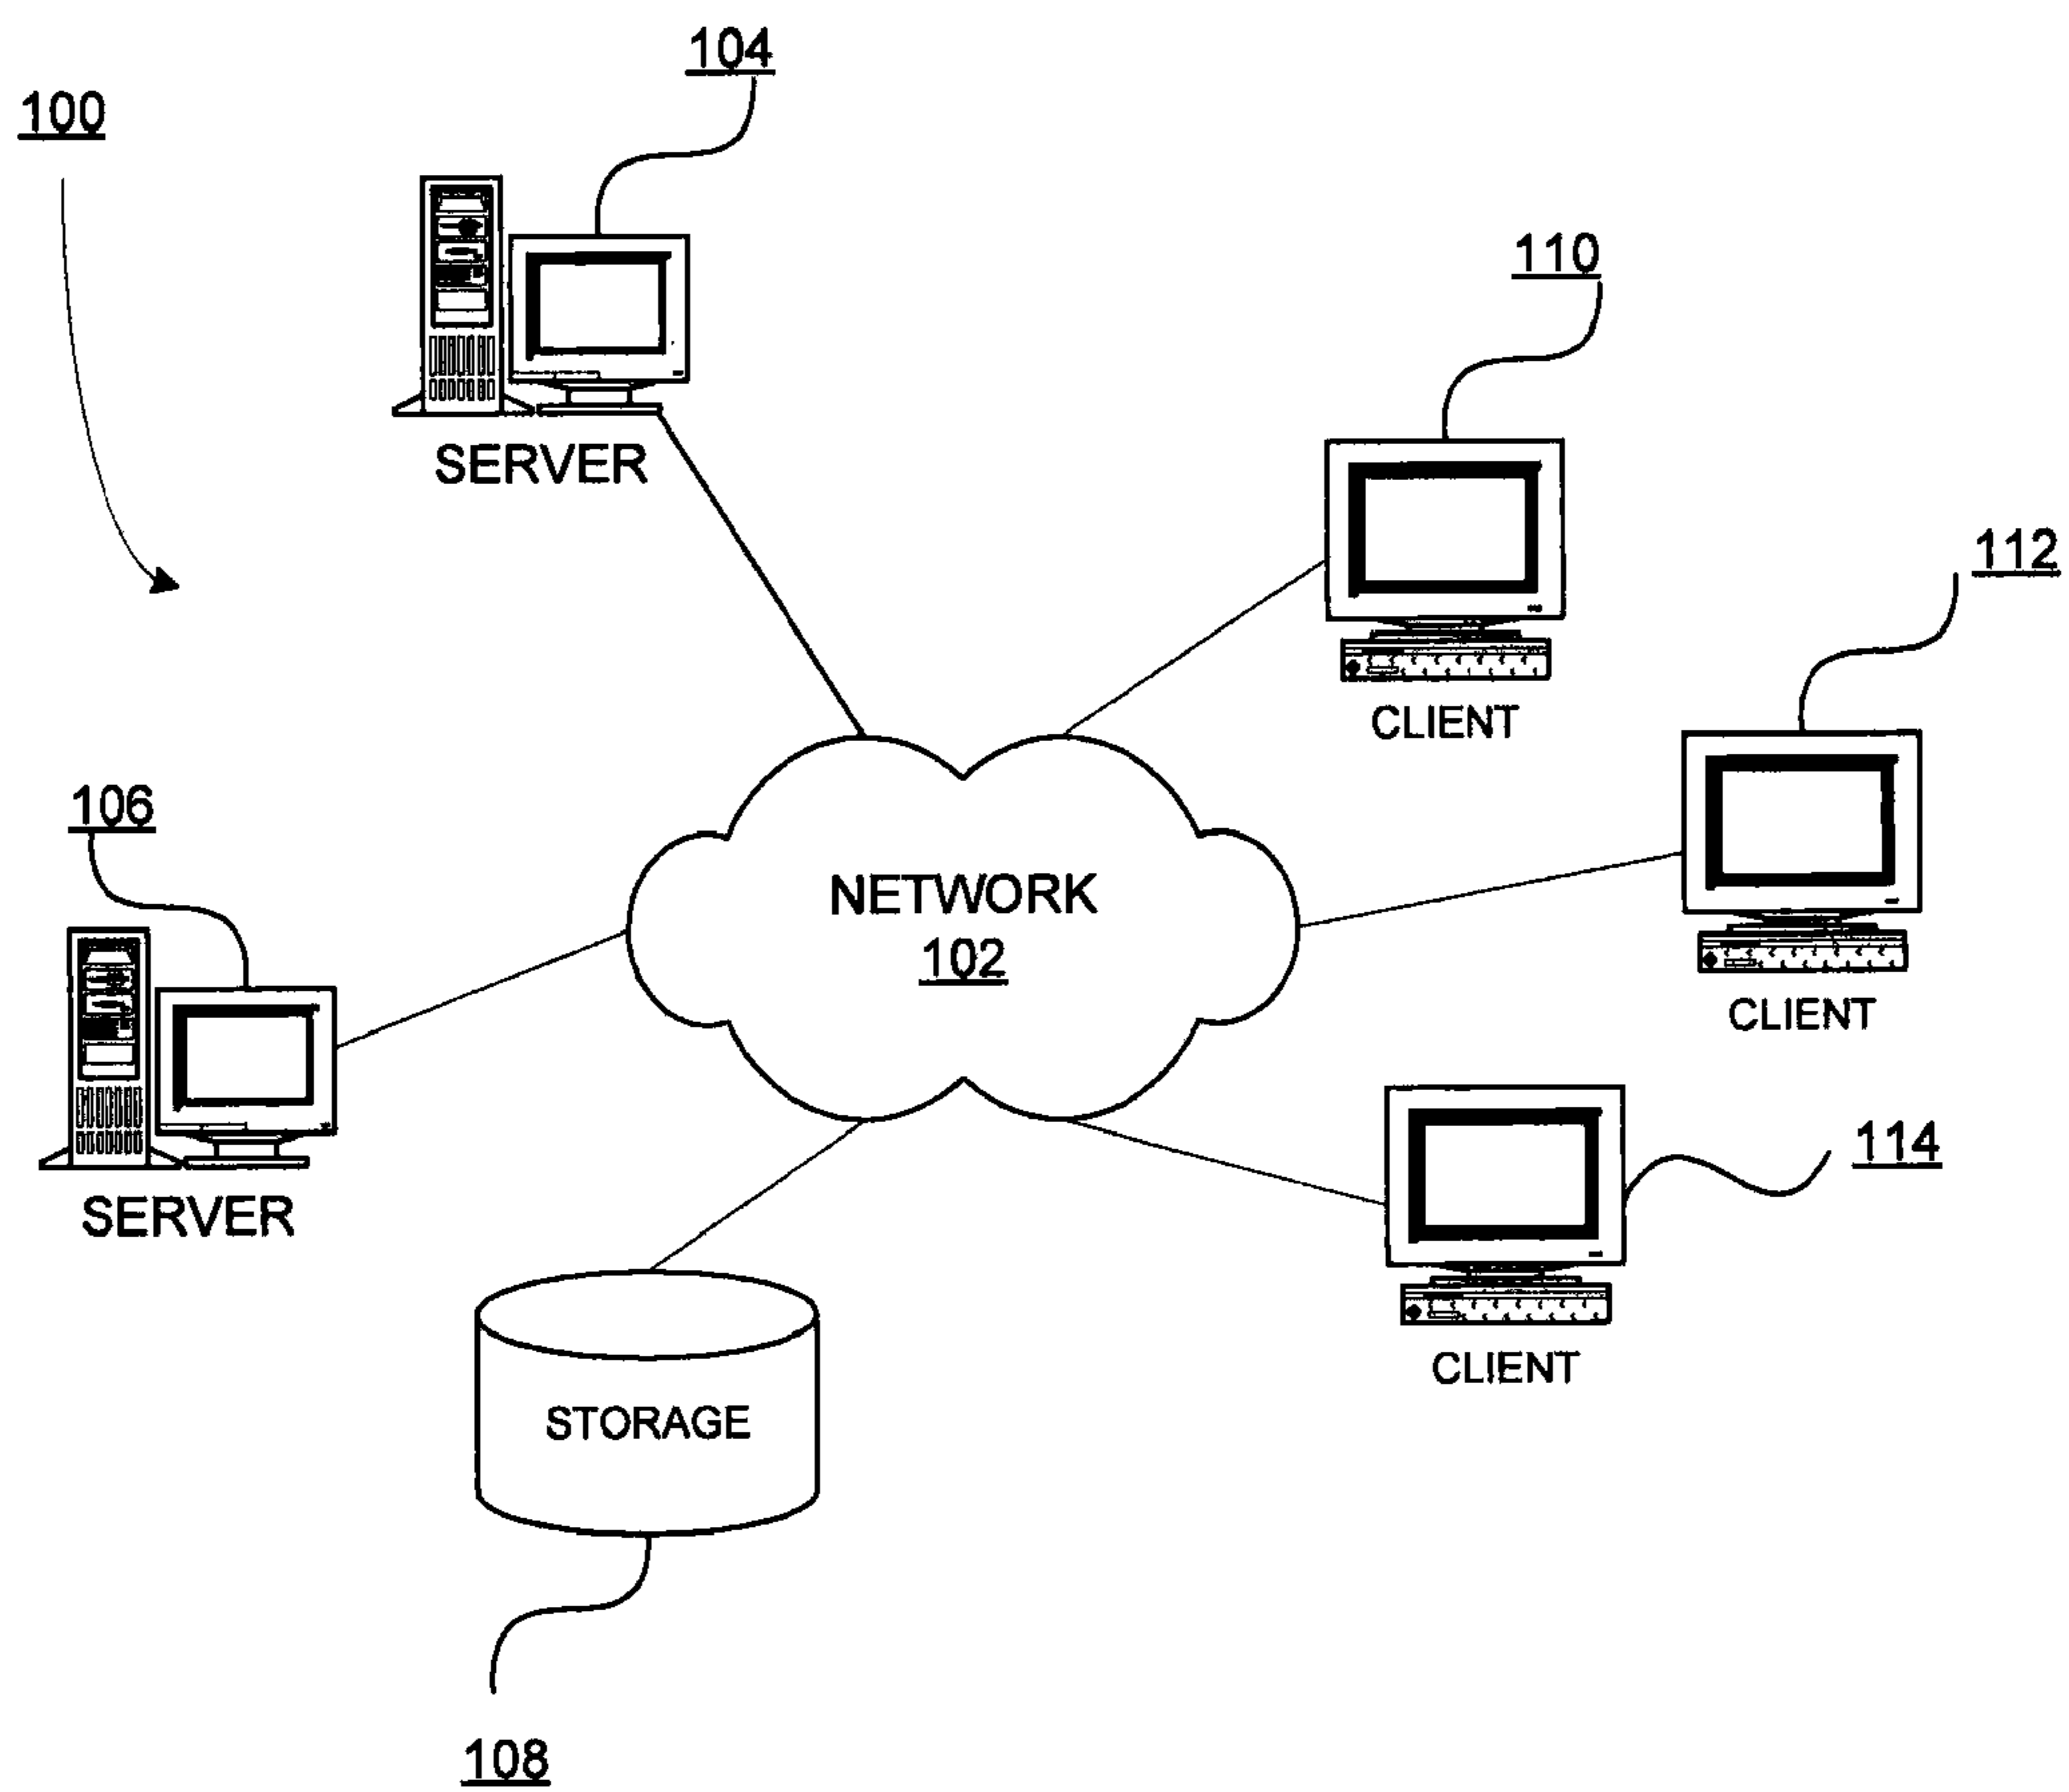 104
100
110
SERVER
112
CLIENT
106
NETWORK
102
CLIENT
114
SERVER
CLIENT
STORAGE
108